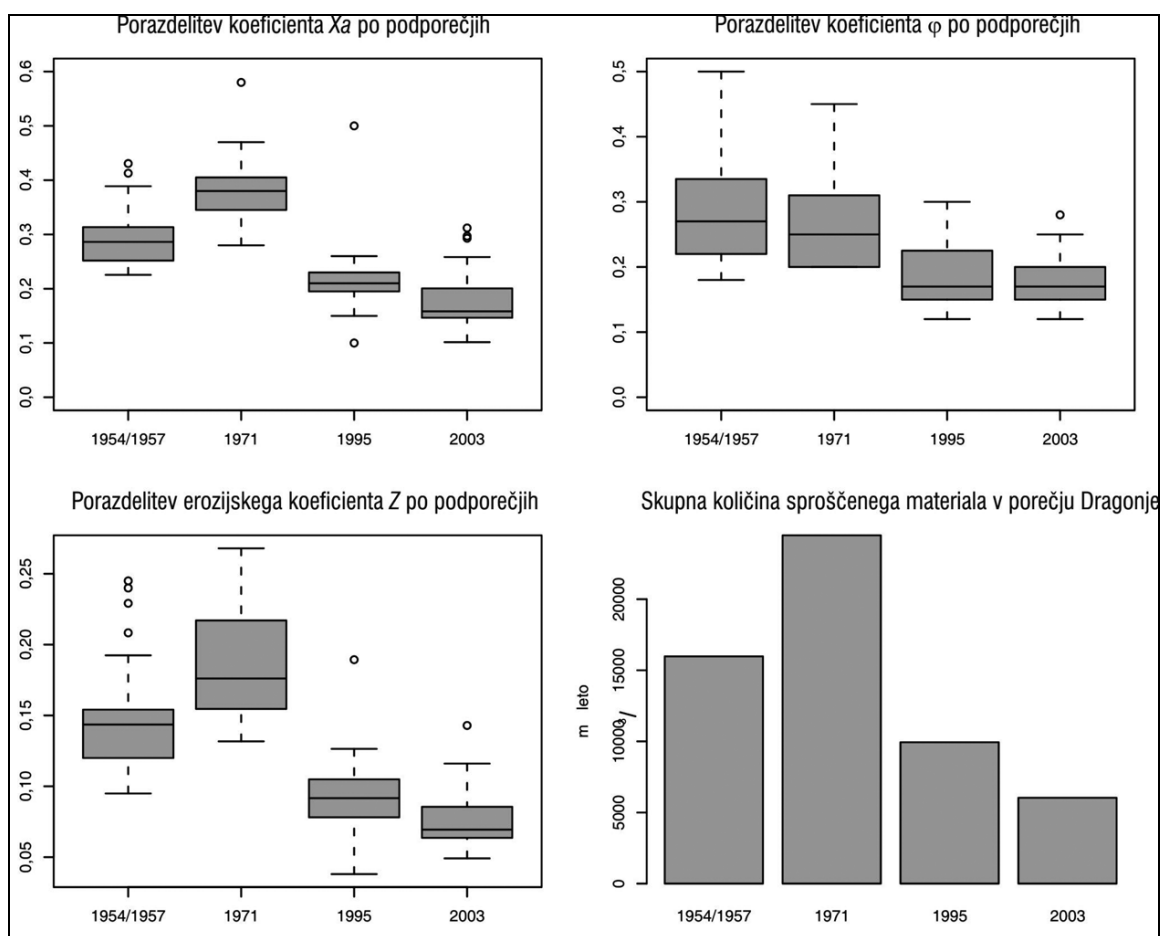 Porazdelitev koeficienta Xa po podporečjih
0,6
0,5
0,4
0,3
0,2
0,1
0,0
1954/1957 1971 1995 2003
Porazdelitev koeficienta φ po podporečjih
0,5
0,4
0,3
0,2
0,1
0,0
1954/1957 1971 1995 2003
Porazdelitev erozijskega koeficienta Z po podporečjih
0,25
0,20
0,15
0,10
0,05
1954/1957 1971 1995 2003
Skupna količina sproščenega materiala v porečju Dragonje
m³/leto
20000
15000
10000
5000
0
1954/1957 1971 1995 2003